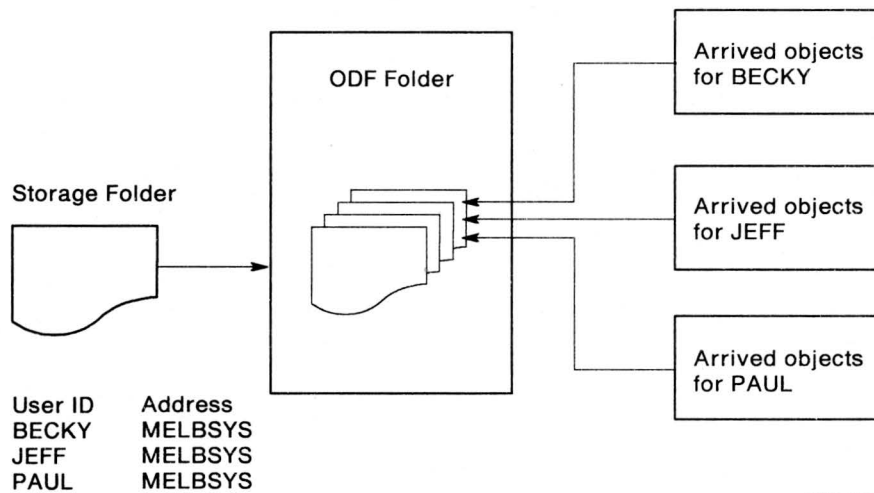 Arrived objects
for BECKY
ODF Folder
Storage Folder
Arrived objects
for JEFF
Arrived objects
for PAUL
User ID Address
BECKY MELBSYS
JEFF MELBSYS
PAUL MELBSYS